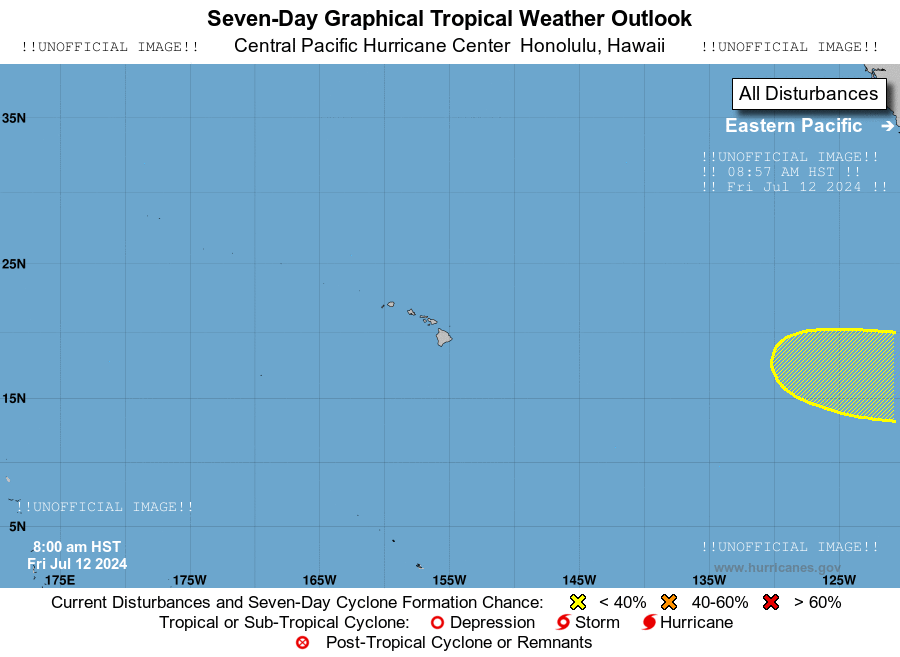 Seven-Day Graphical Tropical Weather Outlook
!!UNOFFICIAL IMAGE!! Central Pacific Hurricane Center Honolulu, Hawaii !!UNOFFICIAL IMAGE!!
All Disturbances
35N
Eastern Pacific →
!!UNOFFICIAL IMAGE!!
!! 08:57 AM HST !!
!! Fri Jul 12 2024 !!
25N
15N
!!UNOFFICIAL IMAGE!!
5N
8:00 am HST
Fri Jul 12 2024
!!UNOFFICIAL IMAGE!!
www.hurricanes.gov
175E 175W 165W 155W 145W 135W 125W
Current Disturbances and Seven-Day Cyclone Formation Chance: < 40% 40-60% > 60%
Tropical or Sub-Tropical Cyclone: Depression Storm Hurricane
Post-Tropical Cyclone or Remnants